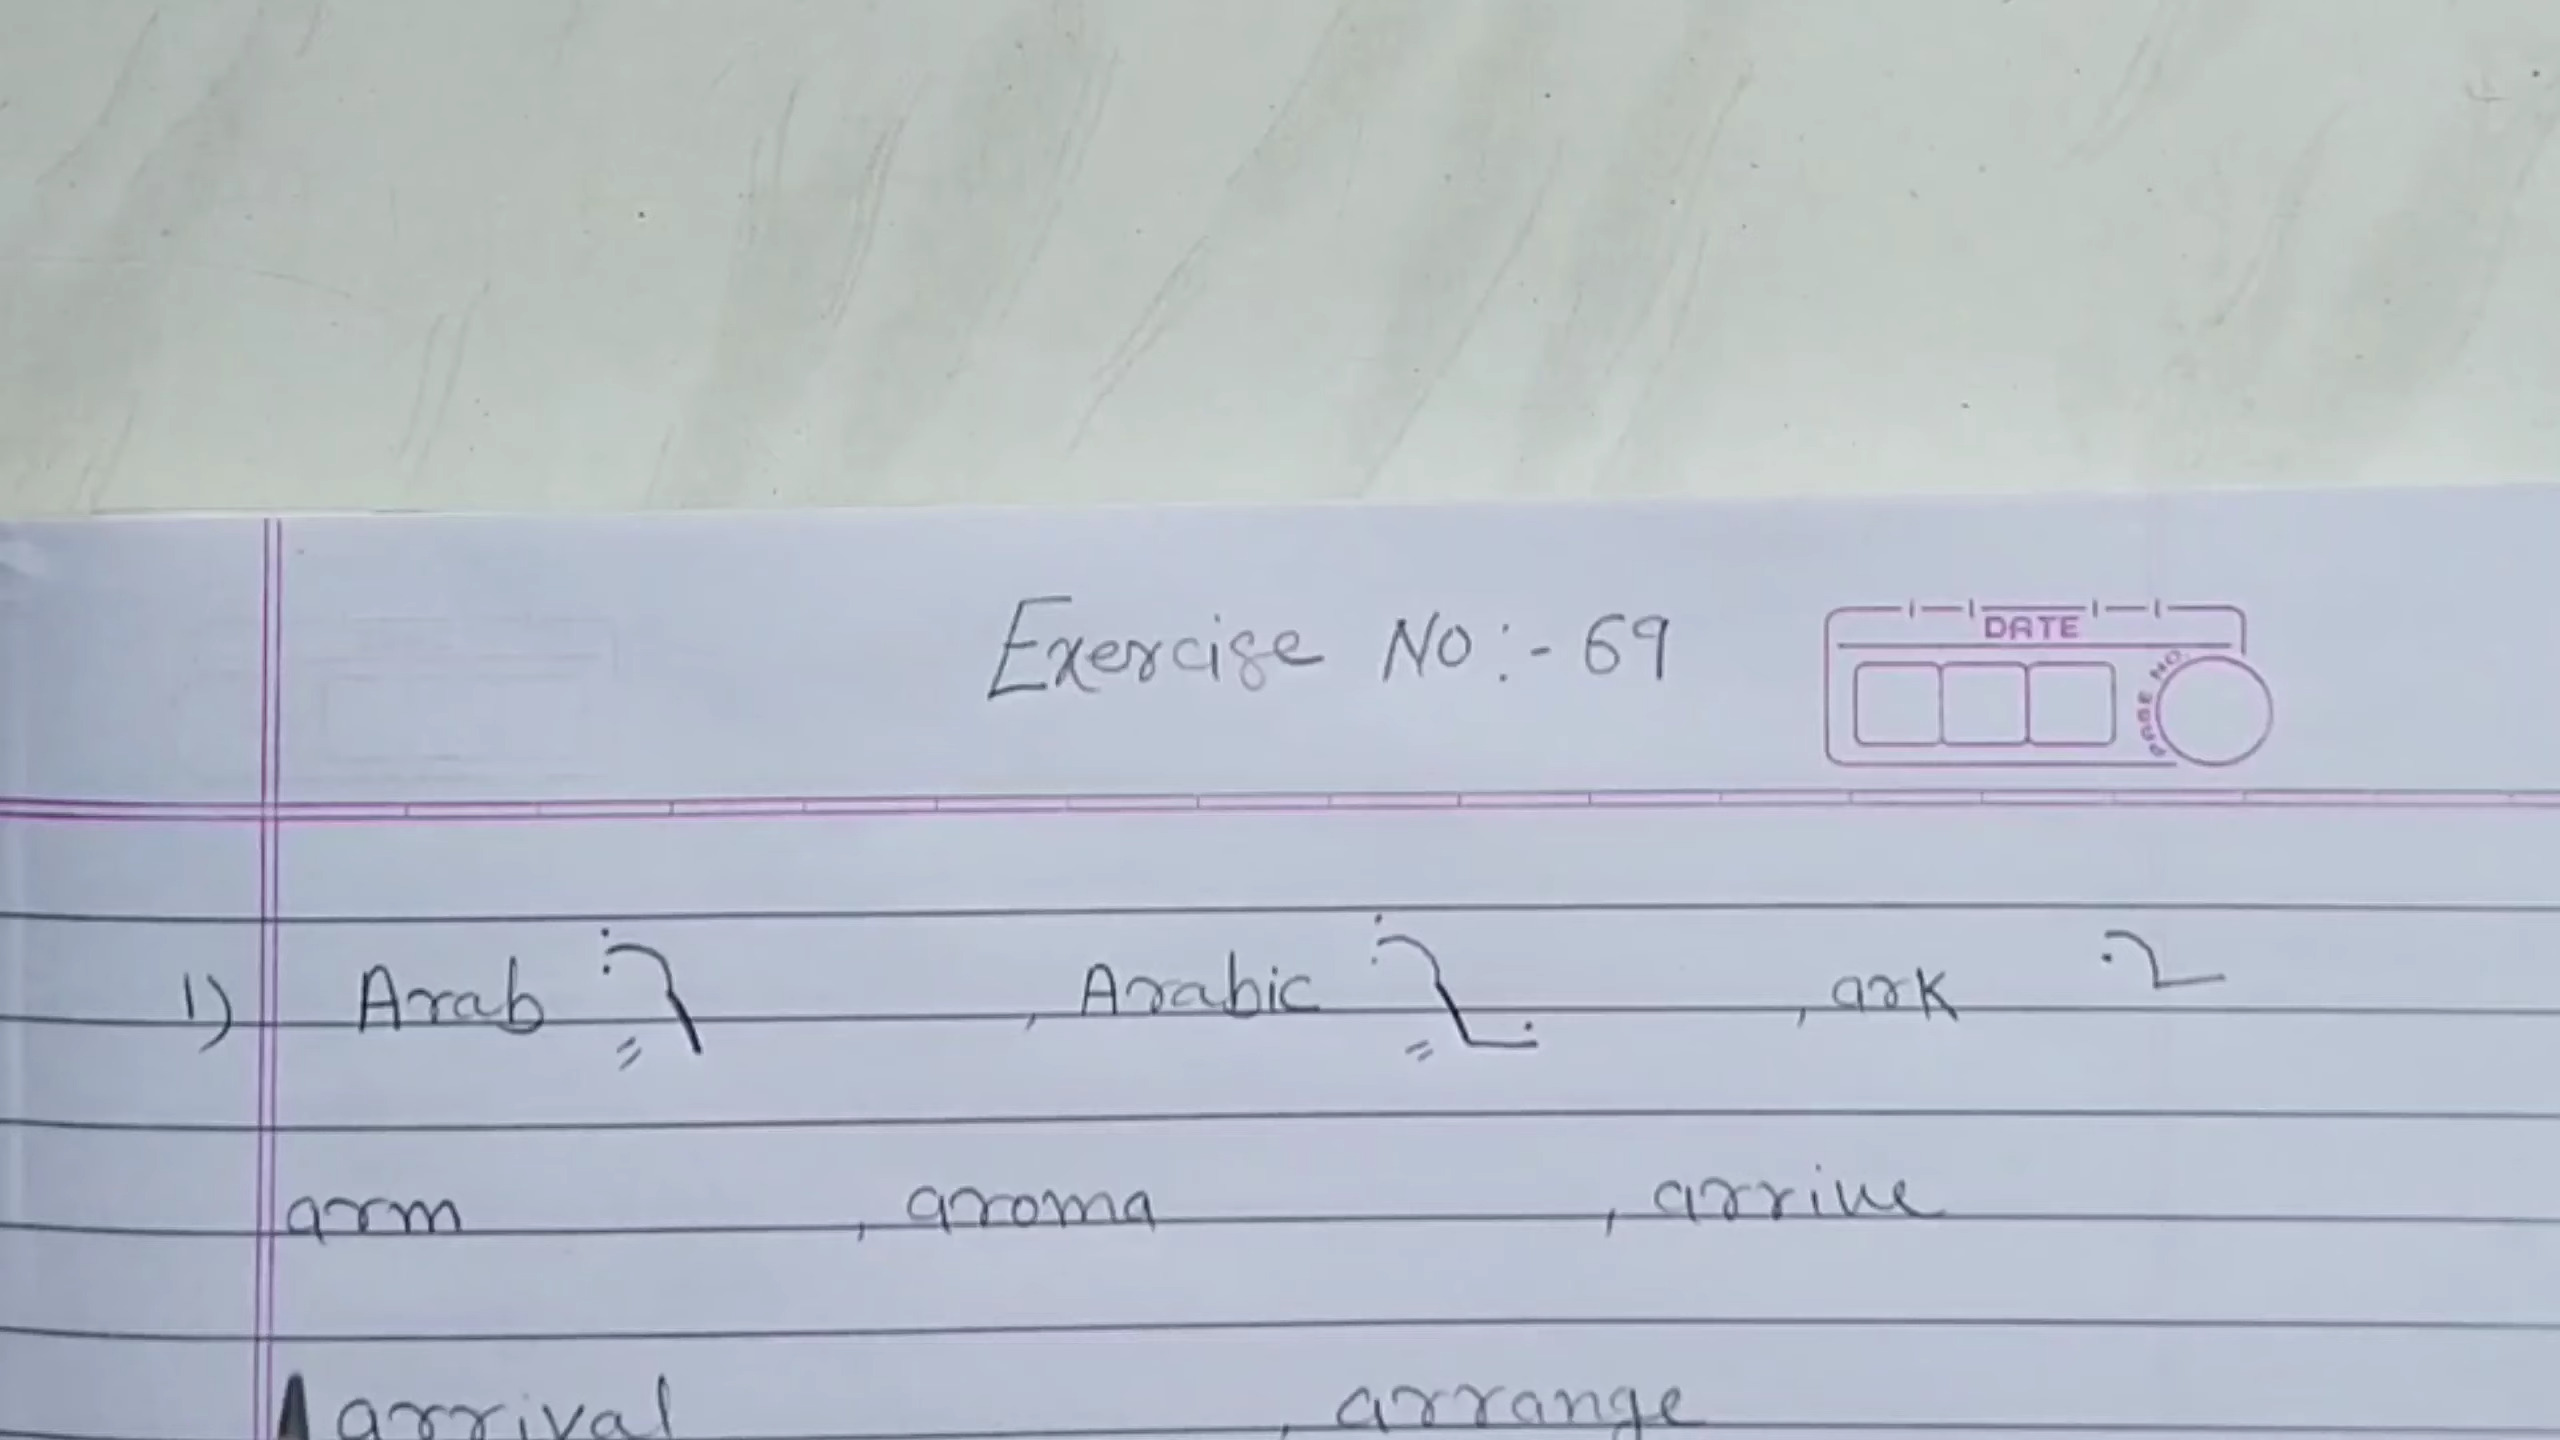 Exercise No:- 69
DATE
PAGE NO.
1) Arab , Arabic , ark
arm , aroma , arrive
arrival , arrange